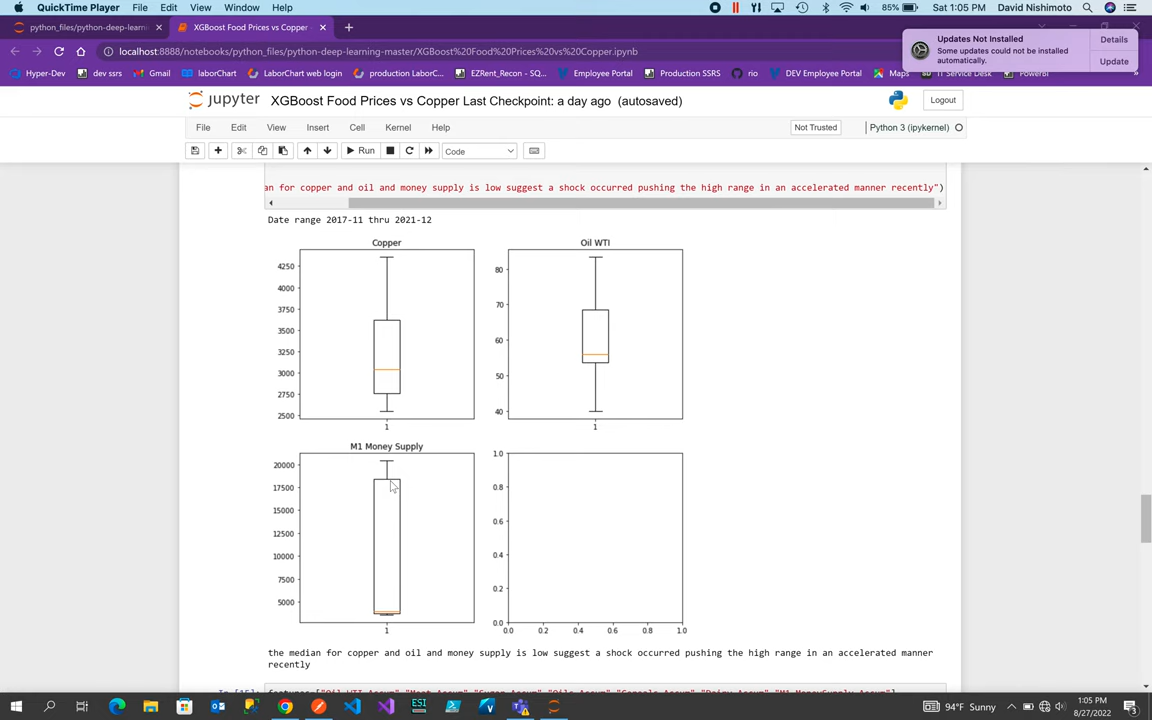 QuickTime Player File Edit View Window Help 85% Sat 1:05 PM David Nishimoto
python_files/python-deep-learni XGBoost Food Prices vs Copper
localhost:8888/notebooks/python_files/python-deep-learning-master/XGBoost%20Food%20Prices%20vs%20Copper.ipynb
Updates Not Installed
Some updates could not be installed automatically.
Details
Update
Hyper-Dev dev ssrs Gmail laborChart LaborChart web login production LaborC... EZRent_Recon - SQ... Employee Portal Production SSRS rio DEV Employee Portal Maps IT Service Desk PowerBI
jupyter XGBoost Food Prices vs Copper Last Checkpoint: a day ago (autosaved) Logout
File Edit View Insert Cell Kernel Help Not Trusted Python 3 (ipykernel)
Run Code
an for copper and oil and money supply is low suggest a shock occurred pushing the high range in an accelerated manner recently")
Date range 2017-11 thru 2021-12
Copper
4250
4000
3750
3500
3250
3000
2750
2500
1
Oil WTI
80
70
60
50
40
1
M1 Money Supply
20000
17500
15000
12500
10000
7500
5000
1
1.0
0.8
0.6
0.4
0.2
0.0
0.0 0.2 0.4 0.6 0.8 1.0
the median for copper and oil and money supply is low suggest a shock occurred pushing the high range in an accelerated manner
recently
94°F Sunny 1:05 PM
8/27/2022
3